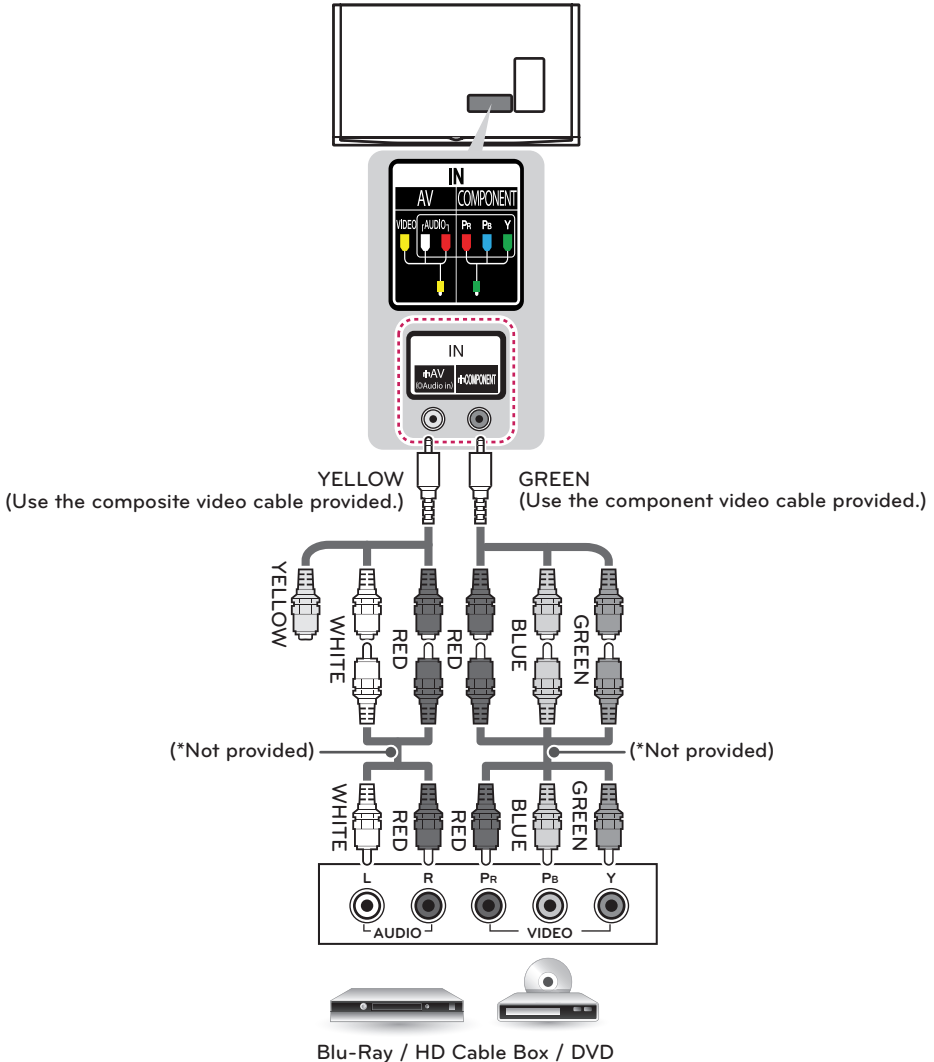 IN
AV COMPONENT
VIDEO AUDIO PR PB Y
IN
AV COMPONENT
(Audio in)
YELLOW GREEN
(Use the composite video cable provided.) (Use the component video cable provided.)
YELLOW
WHITE
RED
RED
BLUE
GREEN
(*Not provided) (*Not provided)
WHITE
RED
RED
BLUE
GREEN
L R PR PB Y
AUDIO VIDEO
Blu-Ray / HD Cable Box / DVD